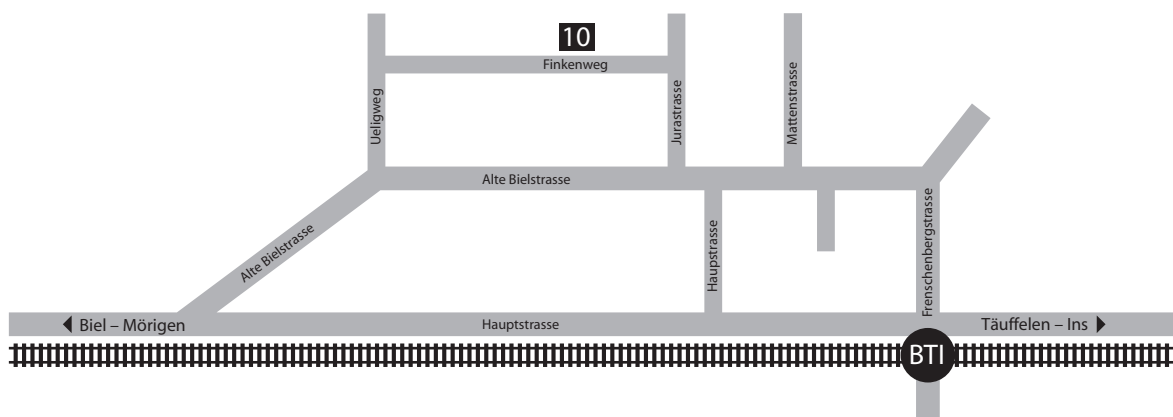 10
Finkenweg
Ueligweg
Jurastrasse
Mattenstrasse
Alte Bielstrasse
Alte Bielstrasse
Haupstrasse
Frenschenbergstrasse
Biel – Mörigen
Hauptstrasse
Täuffelen – Ins
BTI